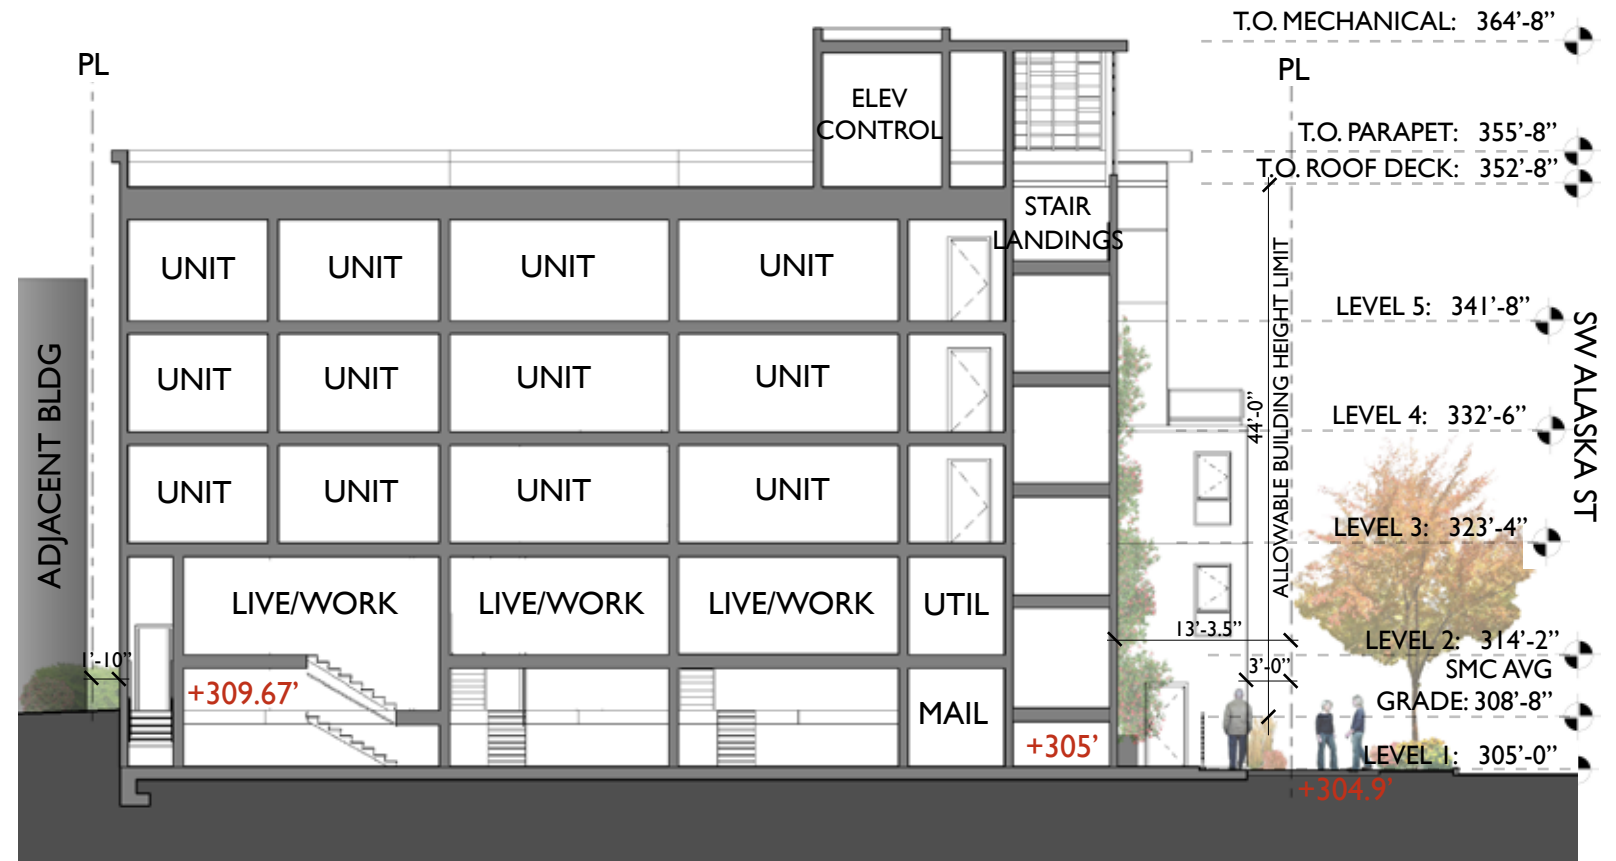 T.O. MECHANICAL: 364'-8”
PL
PL
ELEV
CONTROL
T.O. PARAPET: 355'-8”
T.O. ROOF DECK: 352'-8”
STAIR
LANDINGS
UNIT
UNIT
UNIT
UNIT
LEVEL 5: 341'-8”
ADJACENT BLDG
ALLOWABLE BUILDING HEIGHT LIMIT
44'-0”
SW ALASKA ST
UNIT
UNIT
UNIT
UNIT
LEVEL 4: 332'-6”
UNIT
UNIT
UNIT
UNIT
LEVEL 3: 323'-4”
LIVE/WORK
LIVE/WORK
LIVE/WORK
UTIL
13'-3.5”
LEVEL 2: 314'-2”
1'-10”
3'-0”
SMC AVG
GRADE: 308'-8”
+309.67'
MAIL
+305'
LEVEL 1: 305'-0”
+304.9'